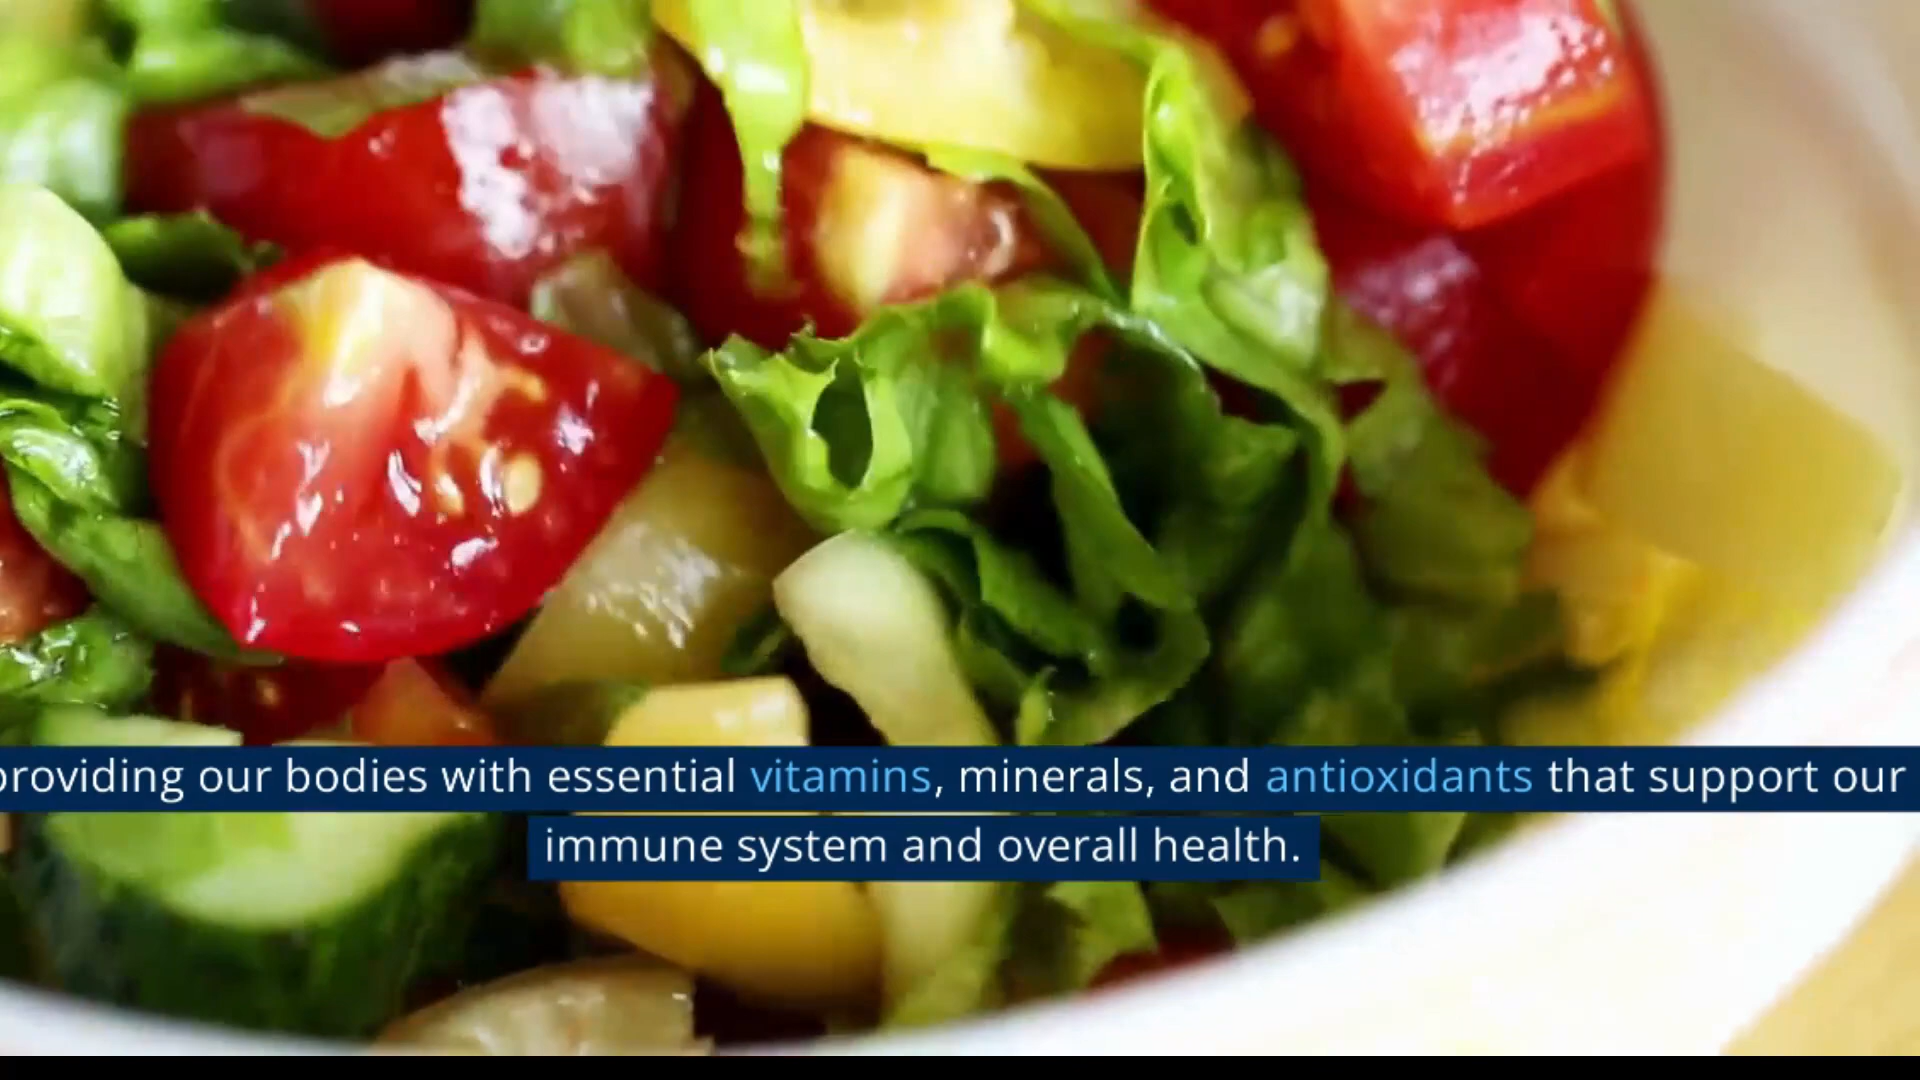 providing our bodies with essential vitamins, minerals, and antioxidants that support our
immune system and overall health.